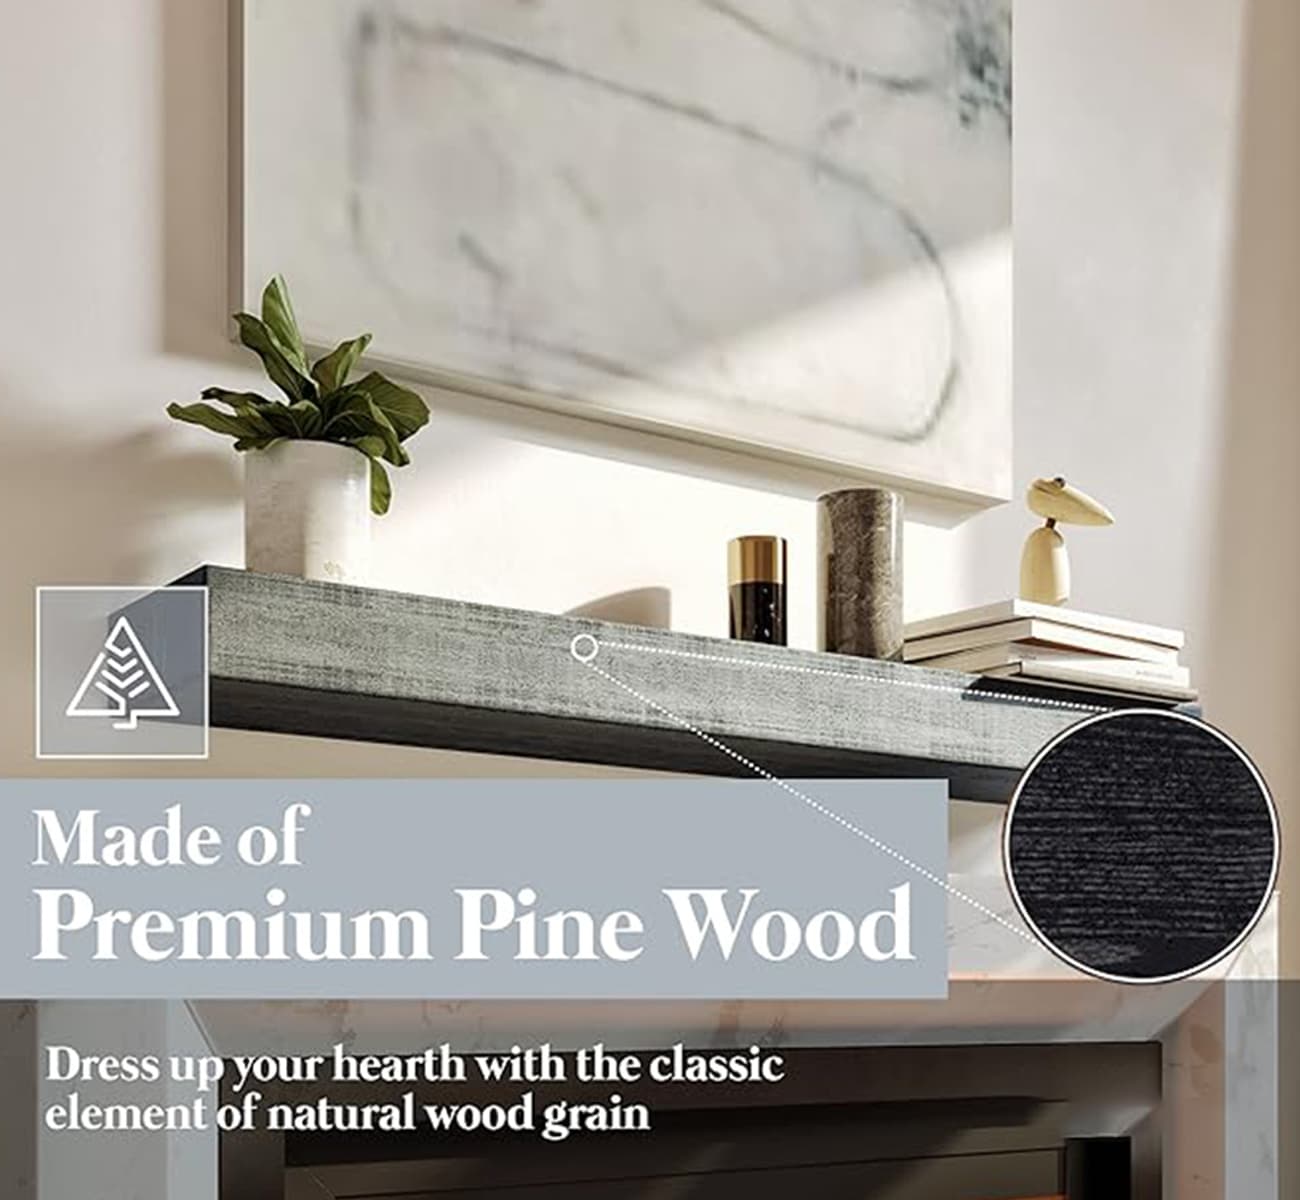 Made of
Premium Pine Wood
Dress up your hearth with the classic
element of natural wood grain